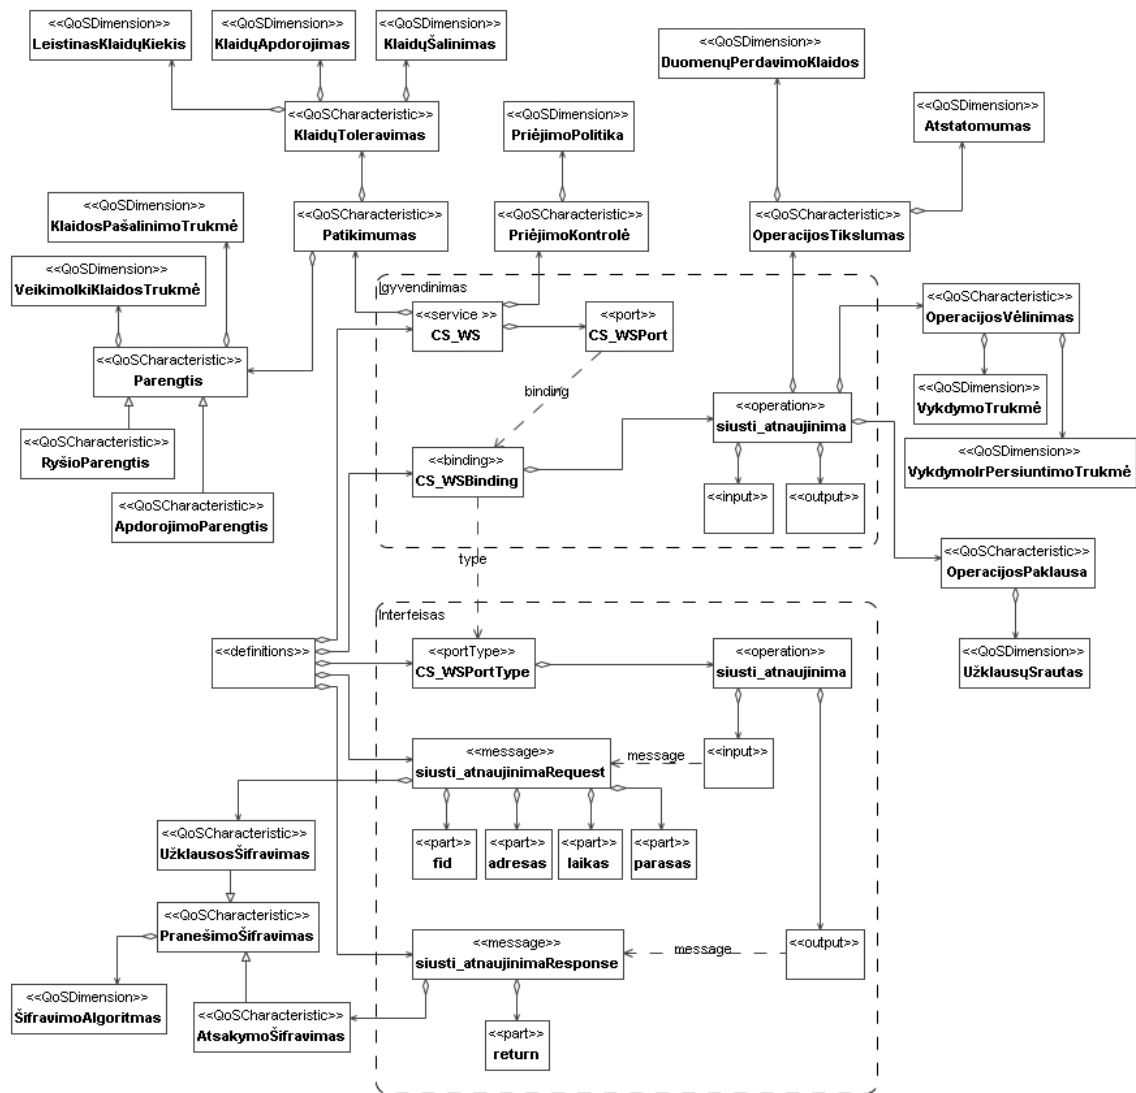 <<QoSDimension>>
LeistinasKlaidųKiekis
<<QoSDimension>>
KlaidųApdorojimas
<<QoSDimension>>
KlaidųŠalinimas
<<QoSDimension>>
DuomenųPerdavimoKlaidos
<<QoSCharacteristic>>
KlaidųToleravimas
<<QoSDimension>>
PriėjimoPolitika
<<QoSDimension>>
Atstatomumas
<<QoSDimension>>
KlaidosPašalinimoTrukmė
<<QoSCharacteristic>>
Patikimumas
<<QoSCharacteristic>>
PriėjimoKontrolė
<<QoSCharacteristic>>
OperacijosTikslumas
<<QoSDimension>>
VeikimoIkiKlaidosTrukmė
Įgyvendinimas
<<service >>
CS_WS
<<port>>
CS_WSPort
<<QoSCharacteristic>>
OperacijosVėlinimas
<<QoSCharacteristic>>
Parengtis
binding
<<QoSDimension>>
VykdymoTrukmė
<<operation>>
siusti_atnaujinima
<<QoSCharacteristic>>
RyšioParengtis
<<binding>>
CS_WSBinding
<<QoSDimension>>
VykdymoIrPersiuntimoTrukmė
<<input>>
<<output>>
<<QoSCharacteristic>>
ApdorojimoParengtis
type
<<QoSCharacteristic>>
OperacijosPaklausa
Interfeisas
<<definitions>>
<<portType>>
CS_WSPortType
<<operation>>
siusti_atnaujinima
<<QoSDimension>>
UžklausųSrautas
<<message>>
siusti_atnaujinimaRequest
message
<<input>>
<<QoSCharacteristic>>
UžklausosŠifravimas
<<part>>
fid
<<part>>
adresas
<<part>>
laikas
<<part>>
parasas
<<QoSCharacteristic>>
PranešimoŠifravimas
<<message>>
siusti_atnaujinimaResponse
message
<<output>>
<<QoSDimension>>
ŠifravimoAlgoritmas
<<QoSCharacteristic>>
AtsakymoŠifravimas
<<part>>
return